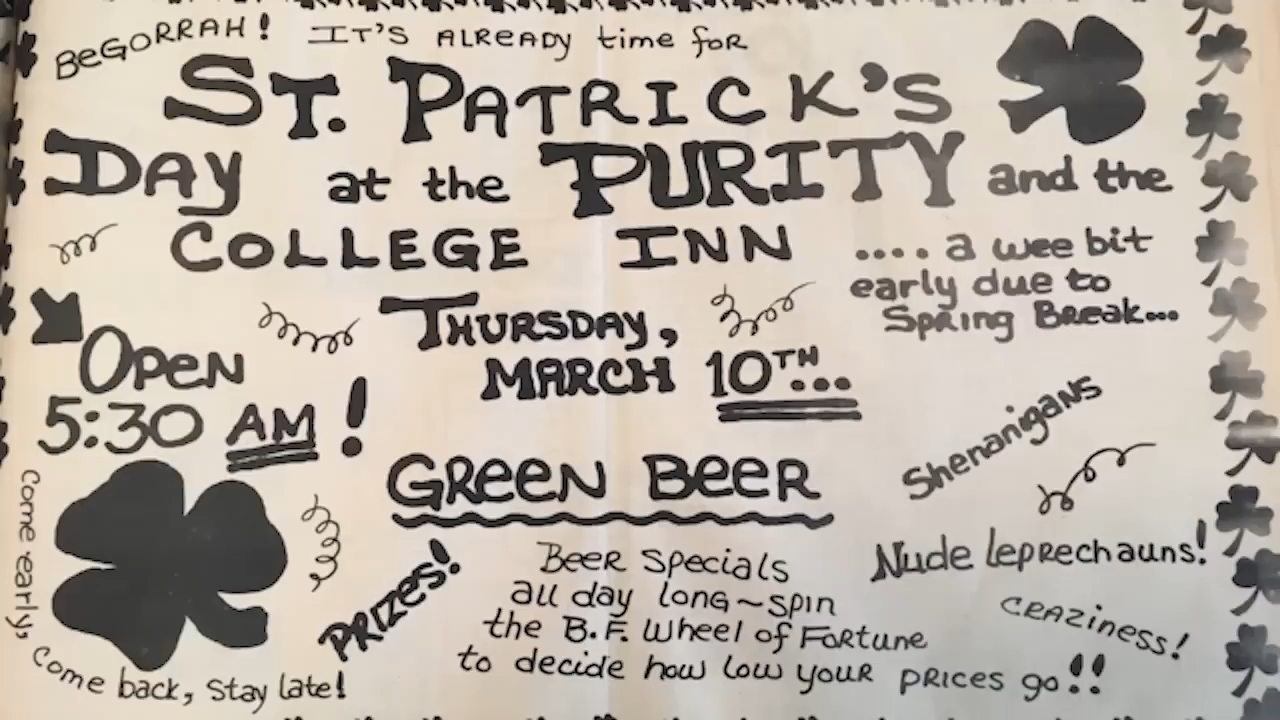 BeGORRAH! IT'S ALREADY time for
ST. PATRICK'S
DAY at the PURITY and the
COLLEGE INN .... a wee bit
early due to
SpRing BReak...
THURSDAY,
MARCH 10TH...
OPeN
5:30 AM!
GReeN BeeR
Shenanigans
Nude leprechauns!
CRAZiness!
PRIZes!
BeeR Specials
all day long~spin
the B.F. Wheel of FoRtune
to decide how low your prices go!!
Come early, come back, stay late!